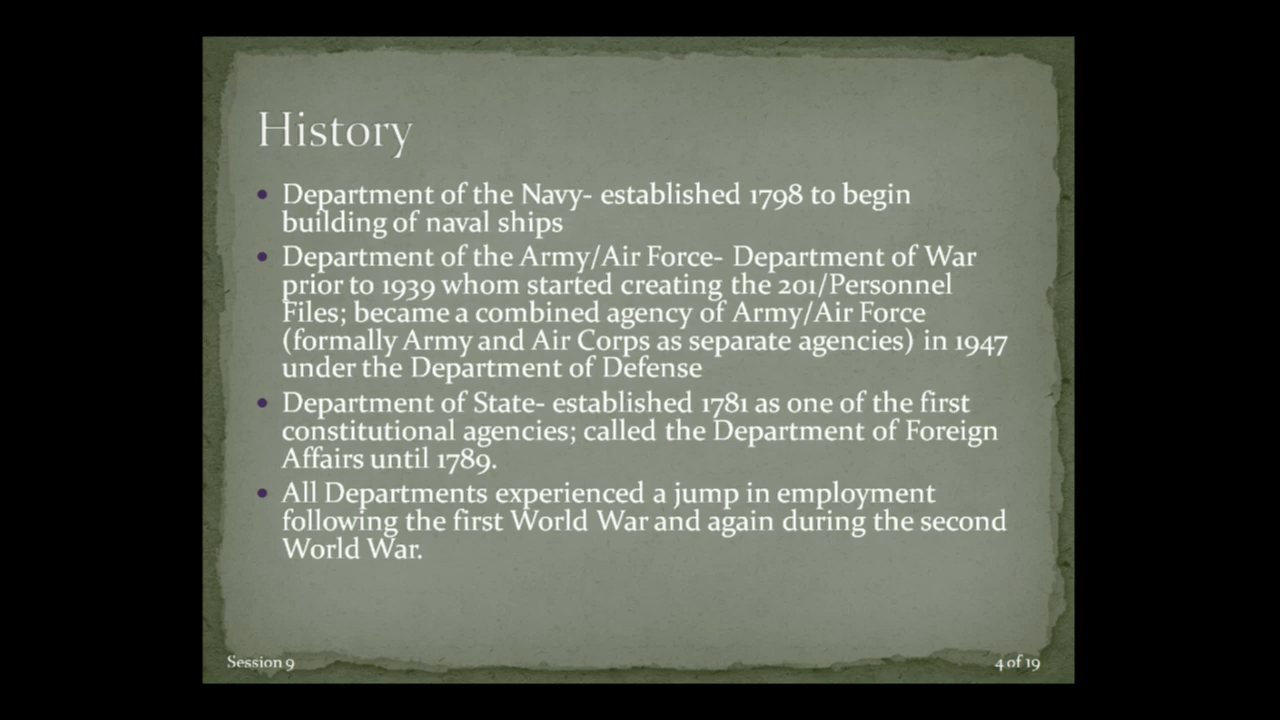 History
• Department of the Navy- established 1798 to begin
building of naval ships
• Department of the Army/Air Force- Department of War
prior to 1939 whom started creating the 201/Personnel
Files; became a combined agency of Army/Air Force
(formally Army and Air Corps as separate agencies) in 1947
under the Department of Defense
• Department of State- established 1781 as one of the first
constitutional agencies; called the Department of Foreign
Affairs until 1789.
• All Departments experienced a jump in employment
following the first World War and again during the second
World War.
Session 9
4 of 19